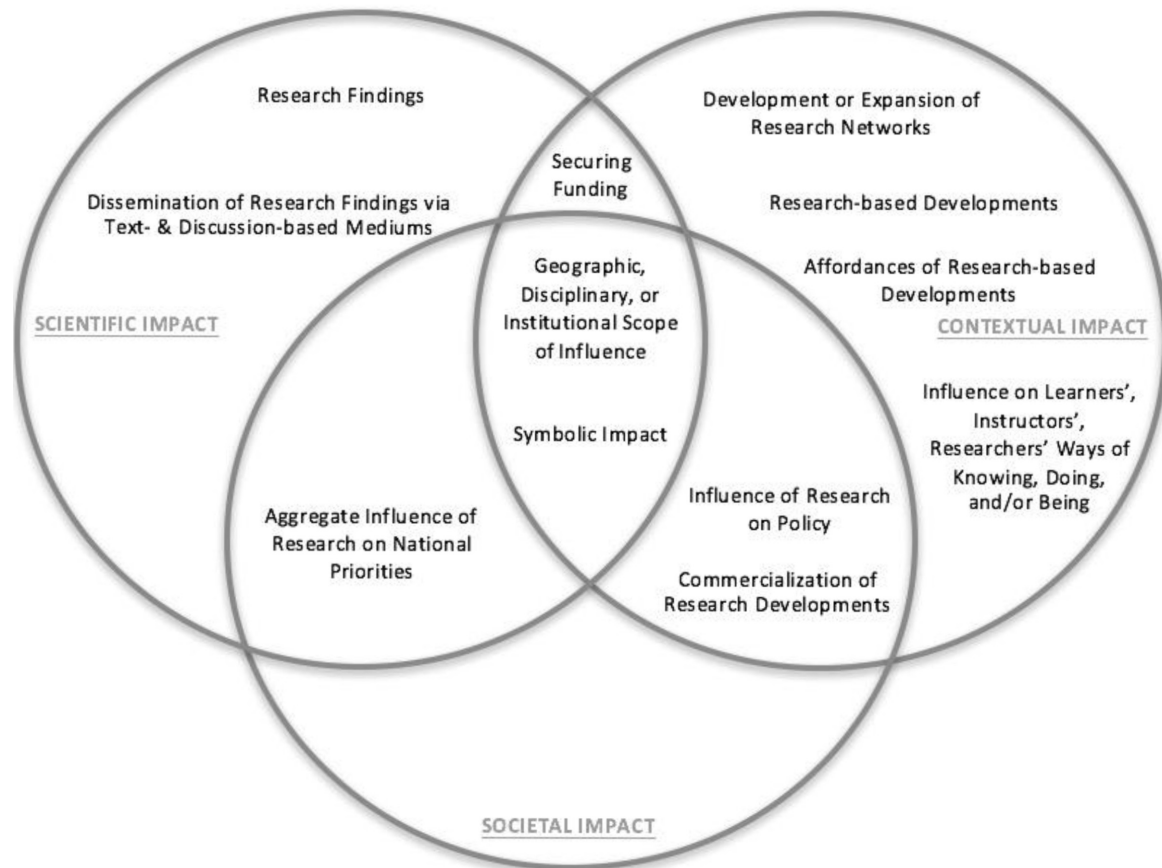 Research Findings
Dissemination of Research Findings via
Text- & Discussion-based Mediums
SCIENTIFIC IMPACT
Securing
Funding
Development or Expansion of
Research Networks
Research-based Developments
Affordances of Research-based
Developments
CONTEXTUAL IMPACT
Influence on Learners’,
Instructors’,
Researchers’ Ways of
Knowing, Doing,
and/or Being
Geographic,
Disciplinary, or
Institutional Scope
of Influence
Symbolic Impact
Aggregate Influence of
Research on National
Priorities
Influence of Research
on Policy
Commercialization of
Research Developments
SOCIETAL IMPACT